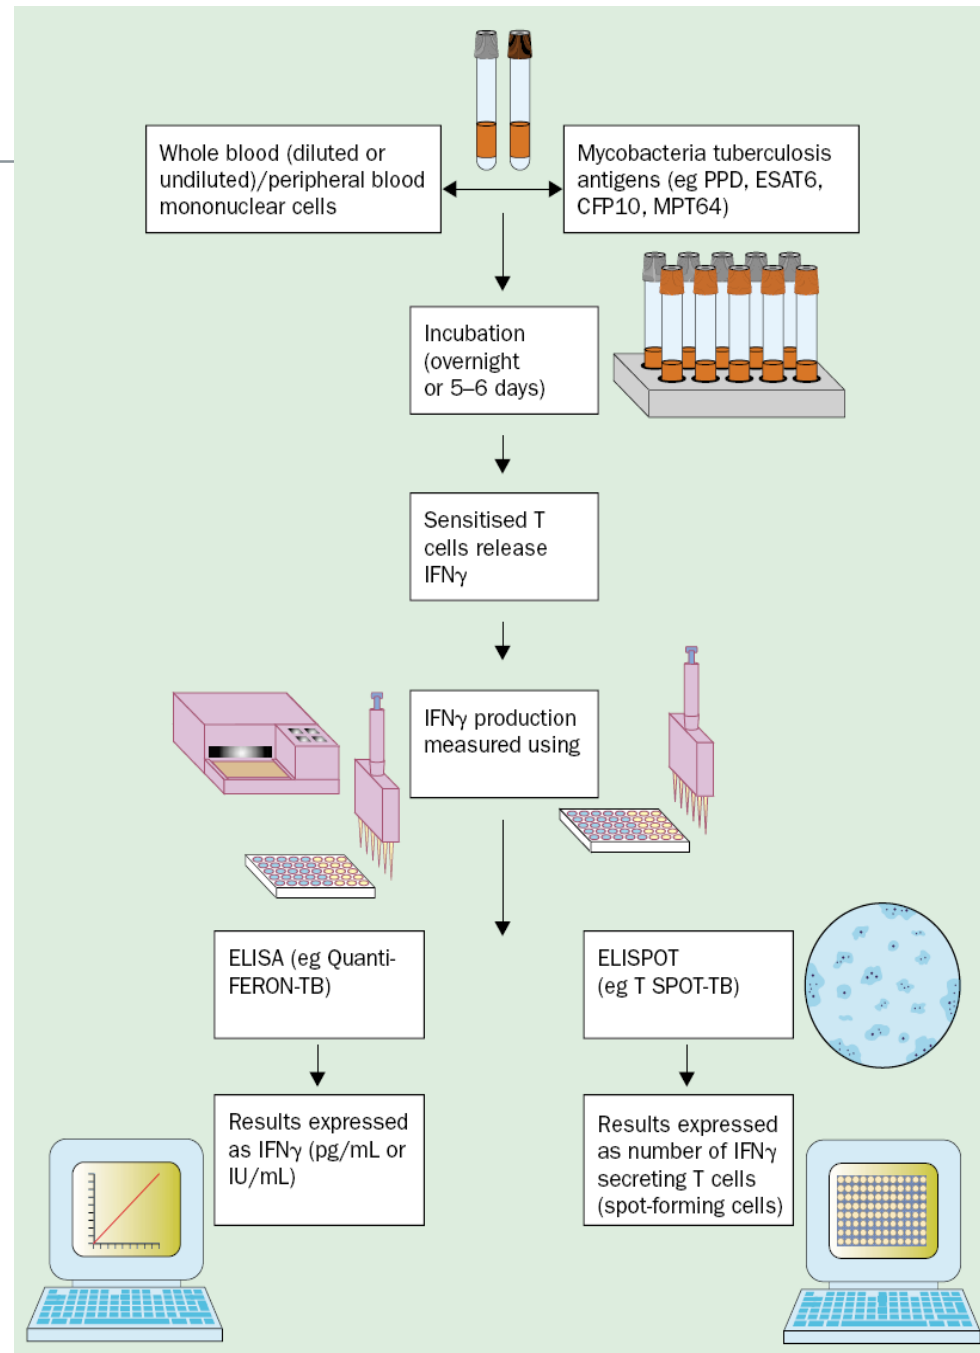 Whole blood (diluted or
undiluted)/peripheral blood
mononuclear cells
Mycobacteria tuberculosis
antigens (eg PPD, ESAT6,
CFP10, MPT64)
Incubation
(overnight
or 5–6 days)
Sensitised T
cells release
IFNγ
IFNγ production
measured using
ELISA (eg Quanti-
FERON-TB)
ELISPOT
(eg T SPOT-TB)
Results expressed
as IFNγ (pg/mL or
IU/mL)
Results expressed
as number of IFNγ
secreting T cells
(spot-forming cells)